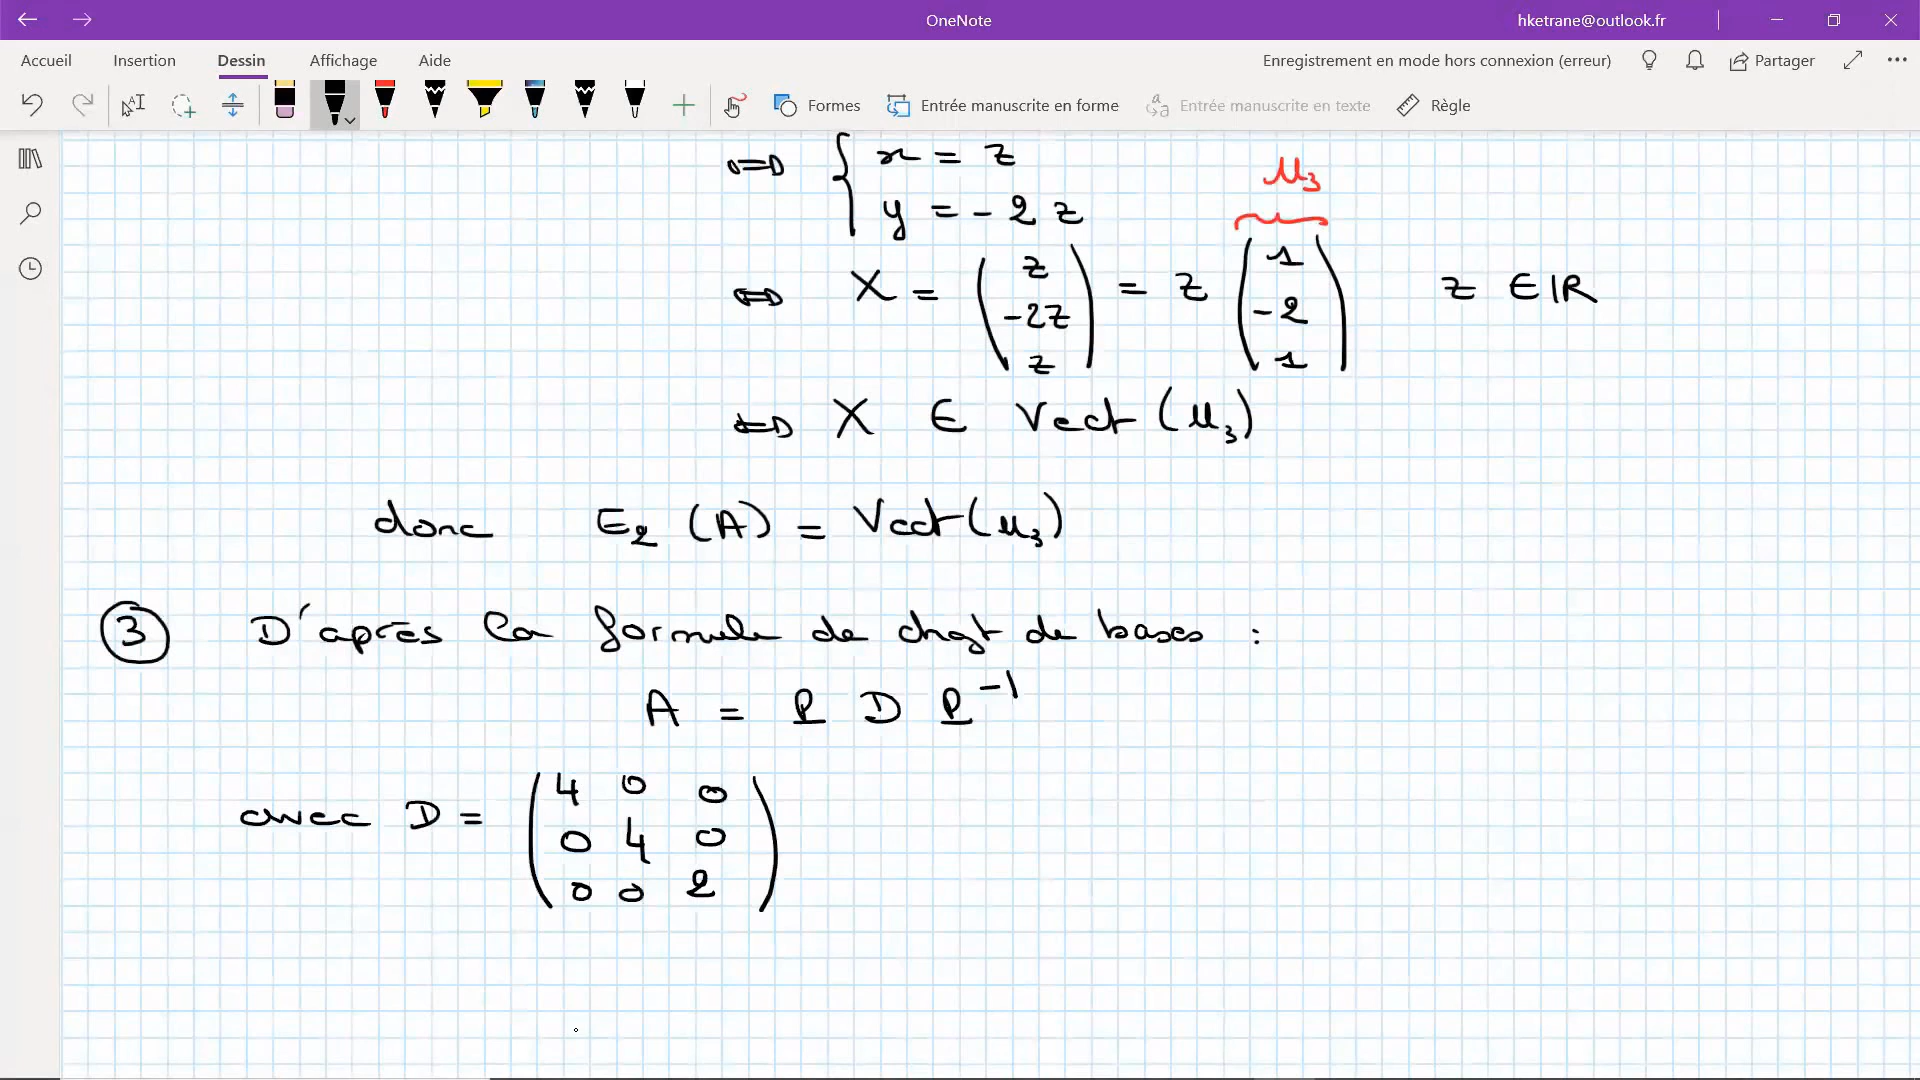 OneNote
hketrane@outlook.fr
Accueil Insertion Dessin Affichage Aide
Enregistrement en mode hors connexion (erreur) Partager
Formes Entrée manuscrite en forme Entrée manuscrite en texte Règle
⟺ { x = z
y = -2 z
u₃
⟺ X = ( z -2z z ) = z ( 1 -2 1 ) z ∈ IR
⟺ X ∈ Vect (u₃)
donc E₂ (A) = Vect(u₃)
③ D'après la formule de chgt de bases :
A = P D P⁻¹
avec D = ( 4 0 0
0 4 0
0 0 2 )